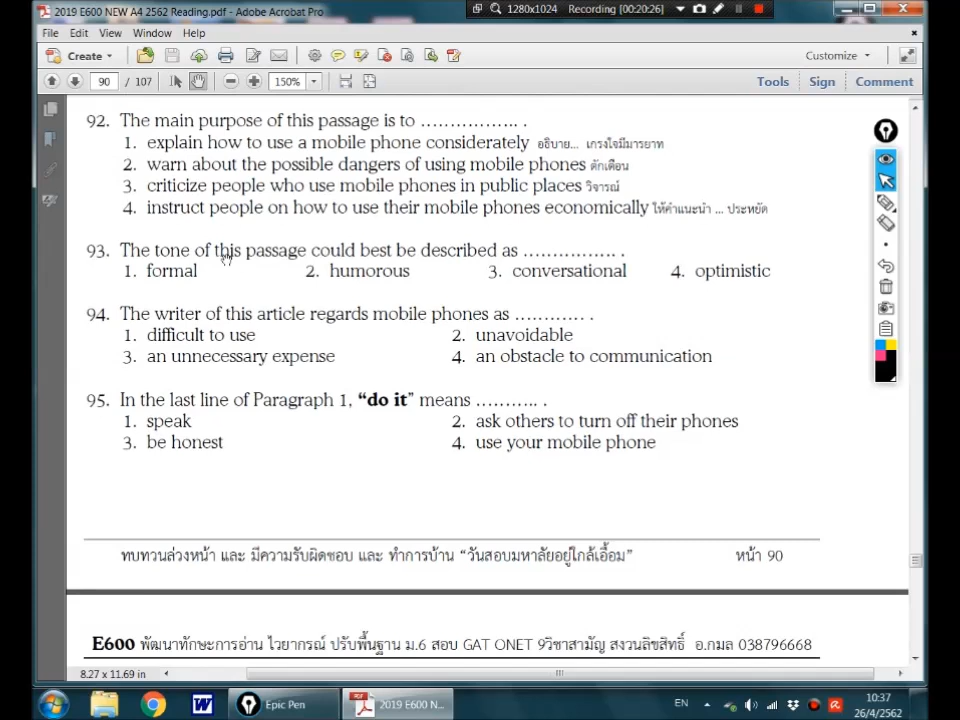 2019 E600 NEW A4 2562 Reading.pdf - Adobe Acrobat Pro
1280x1024 Recording [00:20:26]
File Edit View Window Help
Create Customize
90 / 107 150% Tools Sign Comment
92. The main purpose of this passage is to ................. .
1. explain how to use a mobile phone considerately อธิบาย... เกรงใจมีมารยาท
2. warn about the possible dangers of using mobile phones ตักเตือน
3. criticize people who use mobile phones in public places วิจารณ์
4. instruct people on how to use their mobile phones economically ให้คำแนะนำ ... ประหยัด
93. The tone of this passage could best be described as ................ .
1. formal 2. humorous 3. conversational 4. optimistic
94. The writer of this article regards mobile phones as ............ .
1. difficult to use 2. unavoidable
3. an unnecessary expense 4. an obstacle to communication
95. In the last line of Paragraph 1, “do it” means ........... .
1. speak 2. ask others to turn off their phones
3. be honest 4. use your mobile phone
ทบทวนล่วงหน้า และ มีความรับผิดชอบ และ ทำการบ้าน “วันสอบมหาลัยอยู่ใกล้เอื้อม” หน้า 90
E600 พัฒนาทักษะการอ่าน ไวยากรณ์ ปรับพื้นฐาน ม.6 สอบ GAT ONET 9วิชาสามัญ สงวนลิขสิทธิ์ อ.กมล 038796668
8.27 x 11.69 in
Epic Pen 2019 E600 N... EN 10:37
26/4/2562